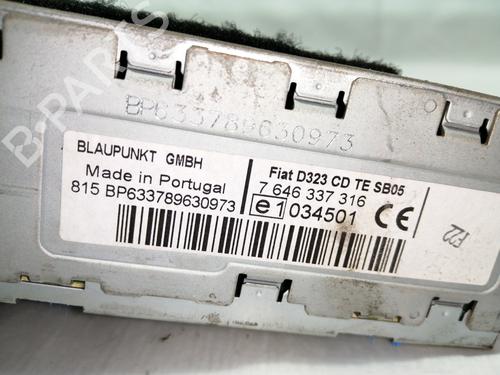 BP633789630973
BLAUPUNKT GMBH
Made in Portugal
815 BP633789630973
Fiat D323 CD TE SB05
7 646 337 316
e1 034501 CE
F22
B-PARTS